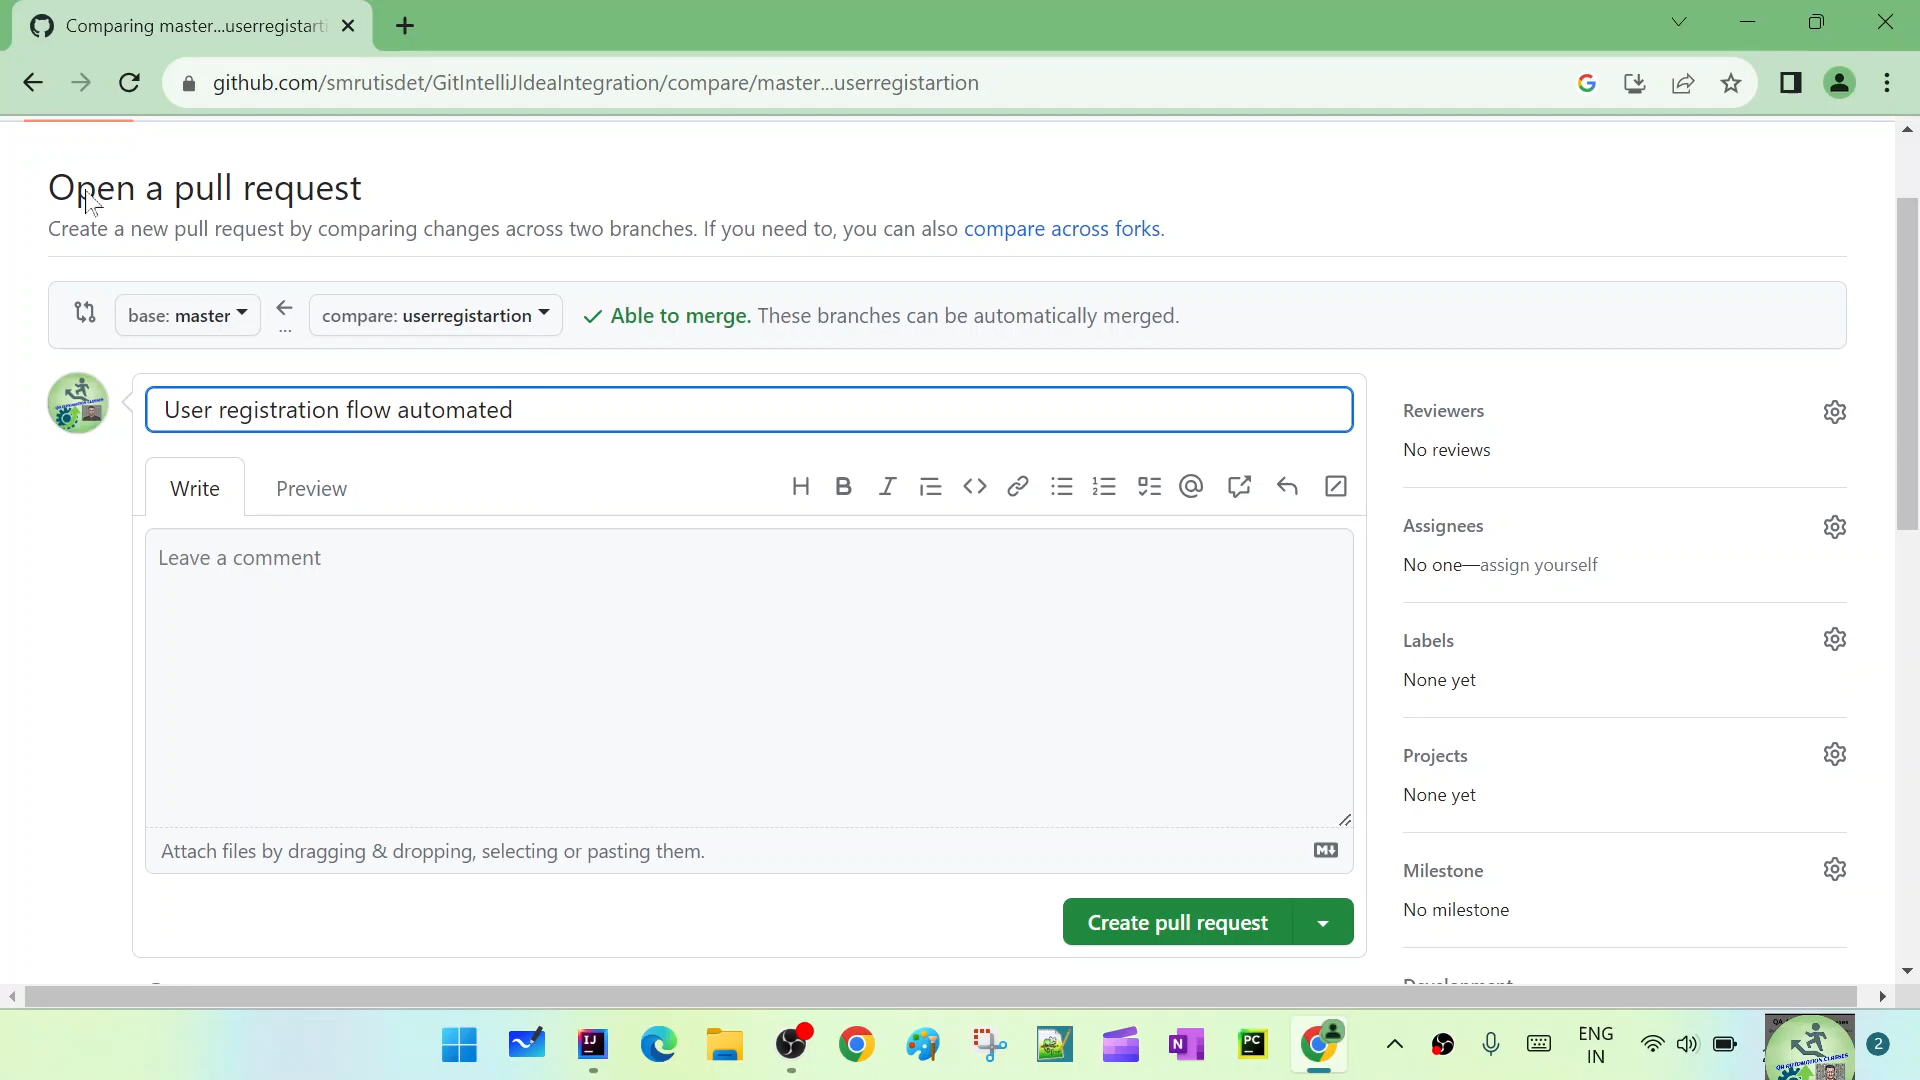 Comparing master...userregistarti
github.com/smrutisdet/GitIntelliJIdeaIntegration/compare/master...userregistartion
Open a pull request
Create a new pull request by comparing changes across two branches. If you need to, you can also compare across forks.
base: master
...
compare: userregistartion
Able to merge. These branches can be automatically merged.
User registration flow automated
Write
Preview
Leave a comment
Attach files by dragging & dropping, selecting or pasting them.
Create pull request
Reviewers
No reviews
Assignees
No one—assign yourself
Labels
None yet
Projects
None yet
Milestone
No milestone
ENG
IN
2